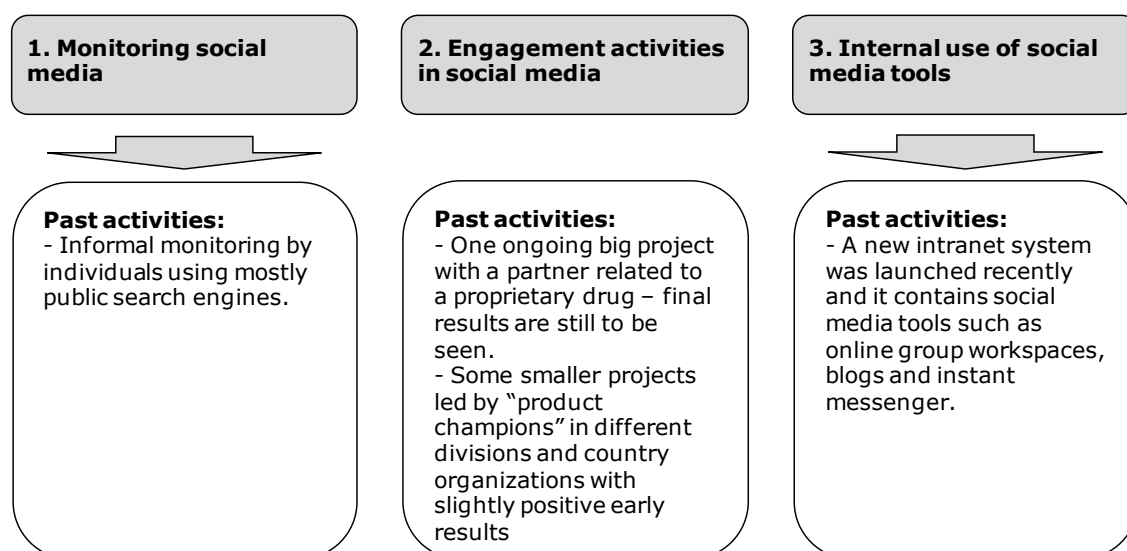 1. Monitoring social
media
2. Engagement activities
in social media
3. Internal use of social
media tools
Past activities:
- Informal monitoring by
individuals using mostly
public search engines.
Past activities:
- One ongoing big project
with a partner related to
a proprietary drug – final
results are still to be
seen.
- Some smaller projects
led by “product
champions” in different
divisions and country
organizations with
slightly positive early
results
Past activities:
- A new intranet system
was launched recently
and it contains social
media tools such as
online group workspaces,
blogs and instant
messenger.